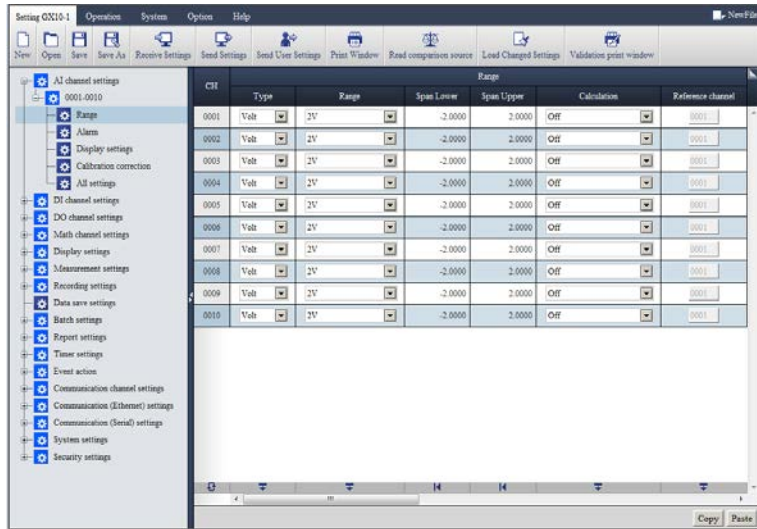 Setting GX10-1 Operation System Option Help NewFile
New Open Save Save As Receive Settings Send Settings Send User Settings Print Window Read comparison source Load Changed Settings Validation print window
AI channel settings
0001-0010
Range
Alarm
Display settings
Calibration correction
All settings
DI channel settings
DO channel settings
Math channel settings
Display settings
Measurement settings
Recording settings
Data save settings
Batch settings
Report settings
Timer settings
Event action
Communication channel settings
Communication (Ethernet) settings
Communication (Serial) settings
System settings
Security settings
CH Range
Type Range Span Lower Span Upper Calculation Reference channel
0001 Volt 2V -2.0000 2.0000 Off 0001
0002 Volt 2V -2.0000 2.0000 Off 0001
0003 Volt 2V -2.0000 2.0000 Off 0001
0004 Volt 2V -2.0000 2.0000 Off 0001
0005 Volt 2V -2.0000 2.0000 Off 0001
0006 Volt 2V -2.0000 2.0000 Off 0001
0007 Volt 2V -2.0000 2.0000 Off 0001
0008 Volt 2V -2.0000 2.0000 Off 0001
0009 Volt 2V -2.0000 2.0000 Off 0001
0010 Volt 2V -2.0000 2.0000 Off 0001
Copy Paste